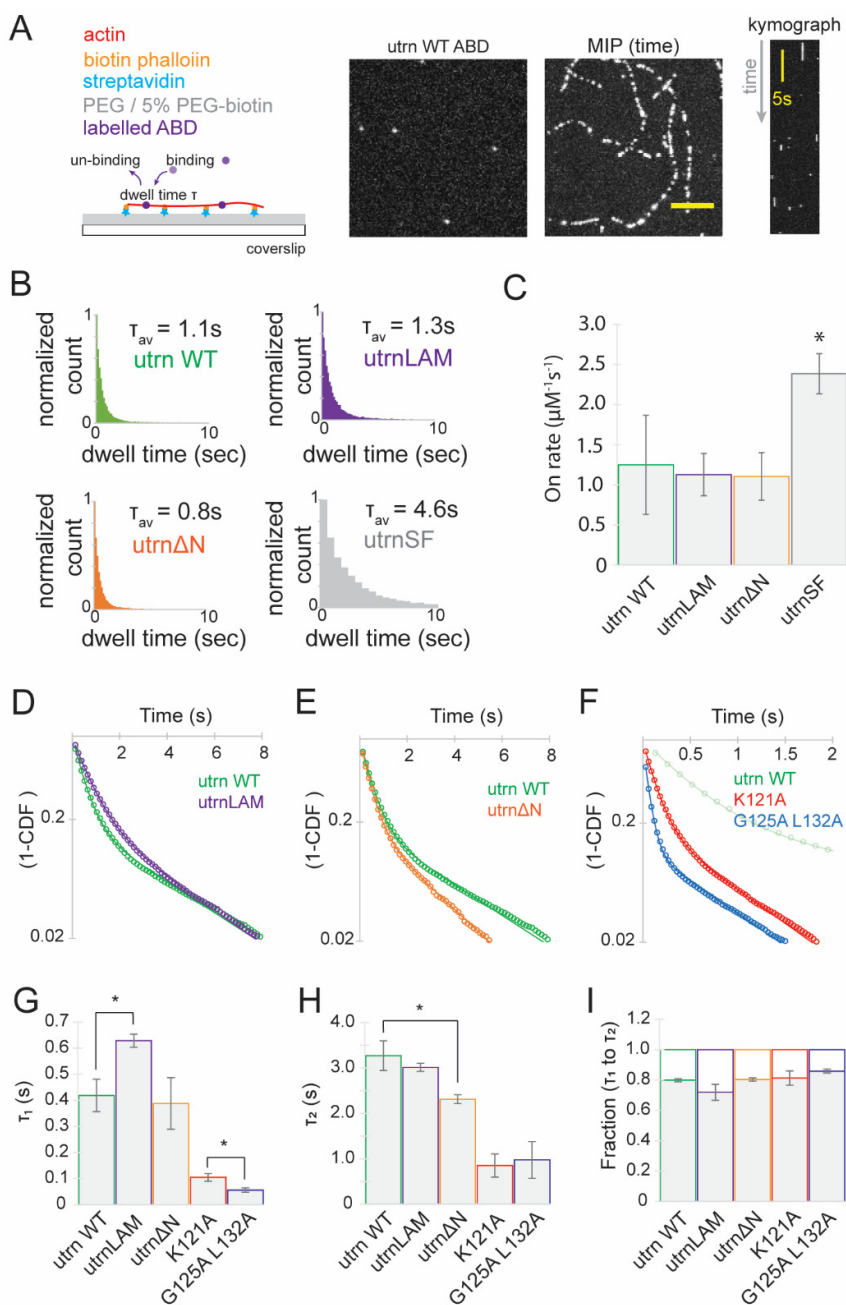 A
actin
biotin phalloiin
streptavidin
PEG / 5% PEG-biotin
labelled ABD
un-binding
binding
dwell time τ
coverslip
utrn WT ABD
MIP (time)
kymograph
time
5s
B
1
normalized
count
0
τav = 1.1s
utrn WT
0
10
dwell time (sec)
1
normalized
count
0
τav = 1.3s
utrnLAM
0
10
dwell time (sec)
1
normalized
count
0
τav = 0.8s
utrnΔN
0
10
dwell time (sec)
1
normalized
count
0
τav = 4.6s
utrnSF
0
10
dwell time (sec)
C
On rate (μM⁻¹s⁻¹)
3.0
2.5
2.0
1.5
1.0
0.5
0
*
utrn WT
utrnLAM
utrnΔN
utrnSF
D
Time (s)
2 4 6 8
utrn WT
utrnLAM
(1-CDF)
0.2
0.02
E
Time (s)
2 4 6 8
utrn WT
utrnΔN
(1-CDF)
0.2
0.02
F
Time (s)
0.5 1.0 1.5 2
utrn WT
K121A
G125A L132A
(1-CDF)
0.2
0.02
G
τ1 (s)
0.7
0.6
0.5
0.4
0.3
0.2
0.1
0
*
*
utrn WT
utrnLAM
utrnΔN
K121A
G125A L132A
H
τ2 (s)
4.0
3.0
2.0
1.0
0
*
utrn WT
utrnLAM
utrnΔN
K121A
G125A L132A
I
Fraction (τ1 to τ2)
1.2
1.0
0.8
0.6
0.4
0.2
0
utrn WT
utrnLAM
utrnΔN
K121A
G125A L132A